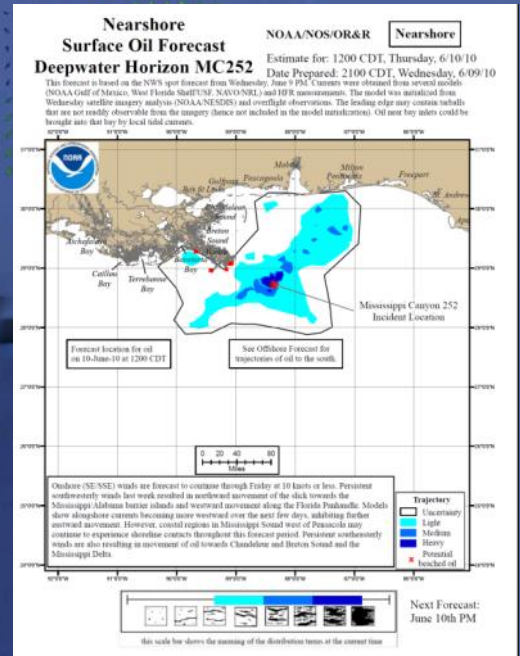 Nearshore
Surface Oil Forecast
Deepwater Horizon MC252
NOAA/NOS/OR&R
Nearshore
Estimate for: 1200 CDT, Thursday, 6/10/10
Date Prepared: 2100 CDT, Wednesday, 6/09/10
This forecast is based on the NWS spot forecast from Wednesday, June 9 PM. Currents were obtained from several models
(NOAA Gulf of Mexico, West Florida Shelf/USF, NAVO/NRL) and HFR measurements. The model was initialized from
Wednesday satellite imagery analysis (NOAA/NESDIS) and overflight observations. The leading edge may contain tarballs
that are not readily observable from the imagery (hence not included in the model initialization). Oil near bay inlets could be
brought into that bay by local tidal currents.
NOAA
Mobile
Milton
Freeport
Gulfport
Pascagoula
Pensacola
St. Andrew
Sound
Breton
Sound
Atchafalaya
Bay
Caillou
Bay
Terrebonne
Bay
Barataria
Bay
Mississippi Canyon 252
Incident Location
Forecast location for oil
on 10-June-10 at 1200 CDT
See Offshore Forecast for
trajectories of oil to the south.
0 20 40 80
Miles
Onshore (SE/SSE) winds are forecast to continue through Friday at 10 knots or less. Persistent
southwesterly winds last week resulted in northward movement of the slick towards the
Mississippi/Alabama barrier islands and westward movement along the Florida Panhandle. Models
show alongshore currents becoming more westward over the next few days, inhibiting further
eastward movement. However, coastal regions in Mississippi Sound west of Pensacola may
continue to experience shoreline contacts throughout this forecast period. Persistent southeasterly
winds are also resulting in movement of oil towards Chandeleur and Breton Sound and the
Mississippi Delta.
Trajectory
Uncertainty
Light
Medium
Heavy
Potential
beached oil
Next Forecast:
June 10th PM
this scale bar shows the meaning of the distribution terms at the current time